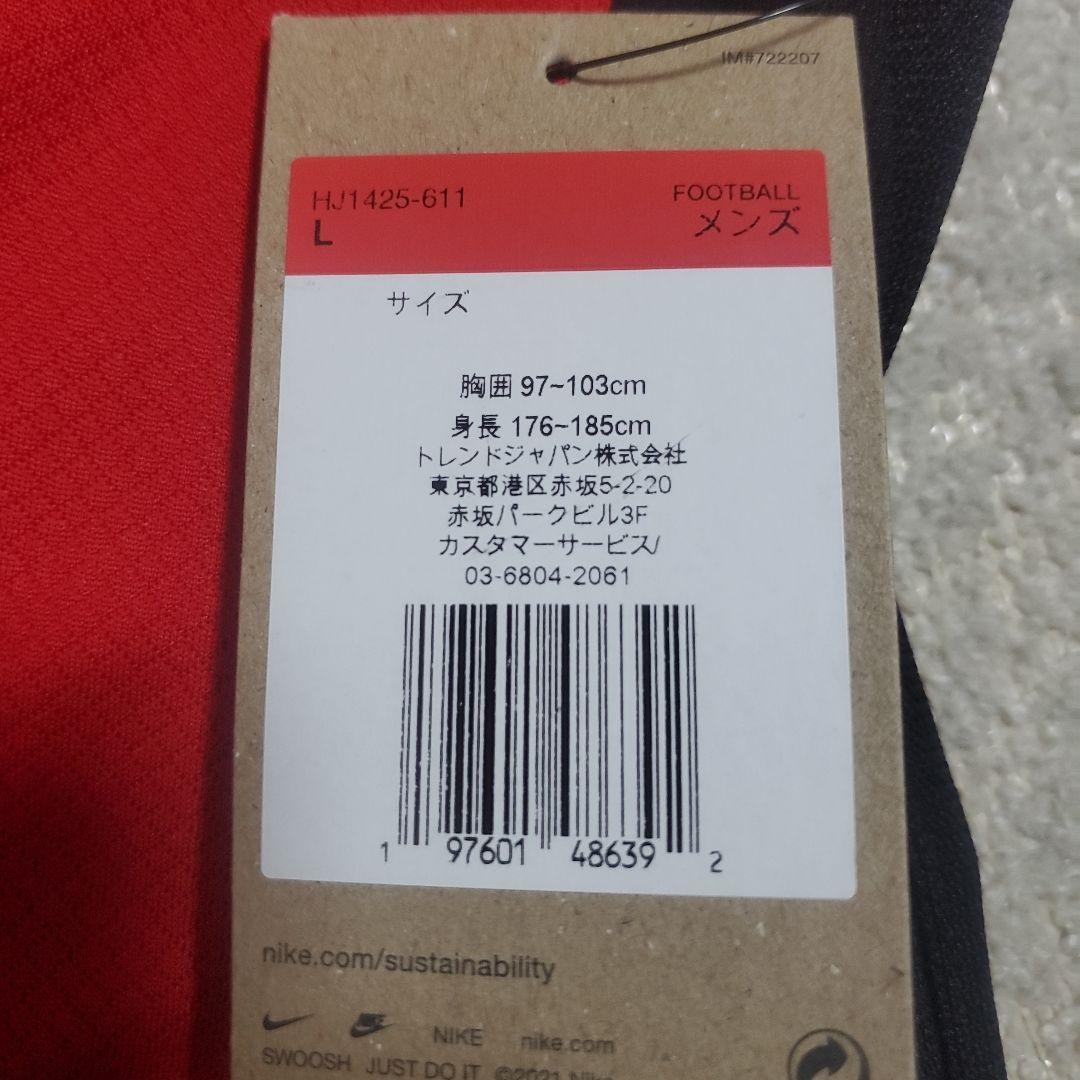 IM#722207
HJ1425-611
FOOTBALL
L
メンズ
サイズ
胸囲 97~103cm
身長 176~185cm
トレンドジャパン株式会社
東京都港区赤坂5-2-20
赤坂パークビル3F
カスタマーサービス/
03-6804-2061
1 97601 48639 2
nike.com/sustainability
NIKE nike.com
SWOOSH JUST DO IT ©2021 Nike